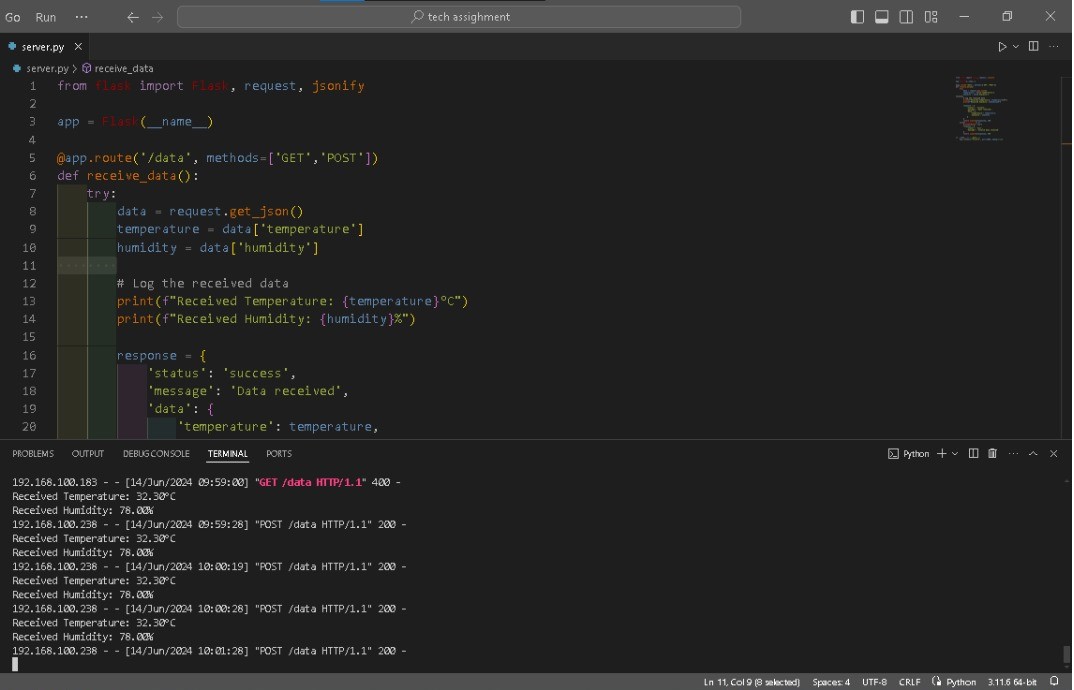 Go Run ··· tech assighment
server.py
server.py > receive_data
1 from flask import Flask, request, jsonify
2
3 app = Flask(__name__)
4
5 @app.route('/data', methods=['GET','POST'])
6 def receive_data():
7 try:
8 data = request.get_json()
9 temperature = data['temperature']
10 humidity = data['humidity']
11
12 # Log the received data
13 print(f"Received Temperature: {temperature}°C")
14 print(f"Received Humidity: {humidity}%")
15
16 response = {
17 'status': 'success',
18 'message': 'Data received',
19 'data': {
20 'temperature': temperature,
PROBLEMS OUTPUT DEBUG CONSOLE TERMINAL PORTS Python
192.168.100.183 - - [14/Jun/2024 09:59:00] "GET /data HTTP/1.1" 400 -
Received Temperature: 32.30°C
Received Humidity: 78.00%
192.168.100.238 - - [14/Jun/2024 09:59:28] "POST /data HTTP/1.1" 200 -
Received Temperature: 32.30°C
Received Humidity: 78.00%
192.168.100.238 - - [14/Jun/2024 10:00:19] "POST /data HTTP/1.1" 200 -
Received Temperature: 32.30°C
Received Humidity: 78.00%
192.168.100.238 - - [14/Jun/2024 10:00:28] "POST /data HTTP/1.1" 200 -
Received Temperature: 32.30°C
Received Humidity: 78.00%
192.168.100.238 - - [14/Jun/2024 10:01:28] "POST /data HTTP/1.1" 200 -
Ln 11, Col 9 (8 selected) Spaces: 4 UTF-8 CRLF Python 3.11.6 64-bit